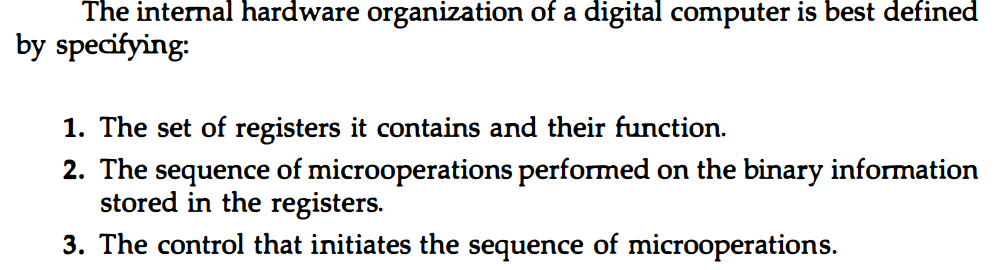 The internal hardware organization of a digital computer is best defined
by specifying:
1. The set of registers it contains and their function.
2. The sequence of microoperations performed on the binary information
stored in the registers.
3. The control that initiates the sequence of microoperations.